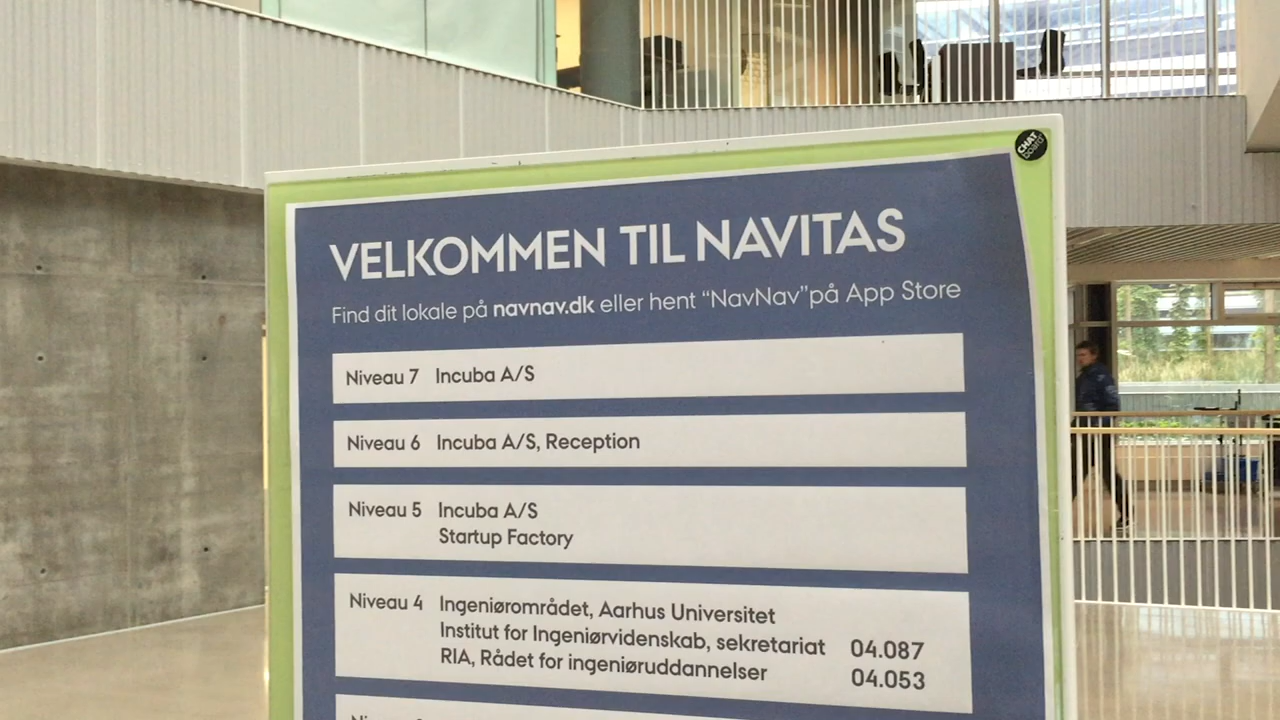 CHAT
board
VELKOMMEN TIL NAVITAS
Find dit lokale på navnav.dk eller hent “NavNav”på App Store
Niveau 7 Incuba A/S
Niveau 6 Incuba A/S, Reception
Niveau 5 Incuba A/S
Startup Factory
Niveau 4 Ingeniørområdet, Aarhus Universitet
Institut for Ingeniørvidenskab, sekretariat 04.087
RIA, Rådet for ingeniøruddannelser 04.053